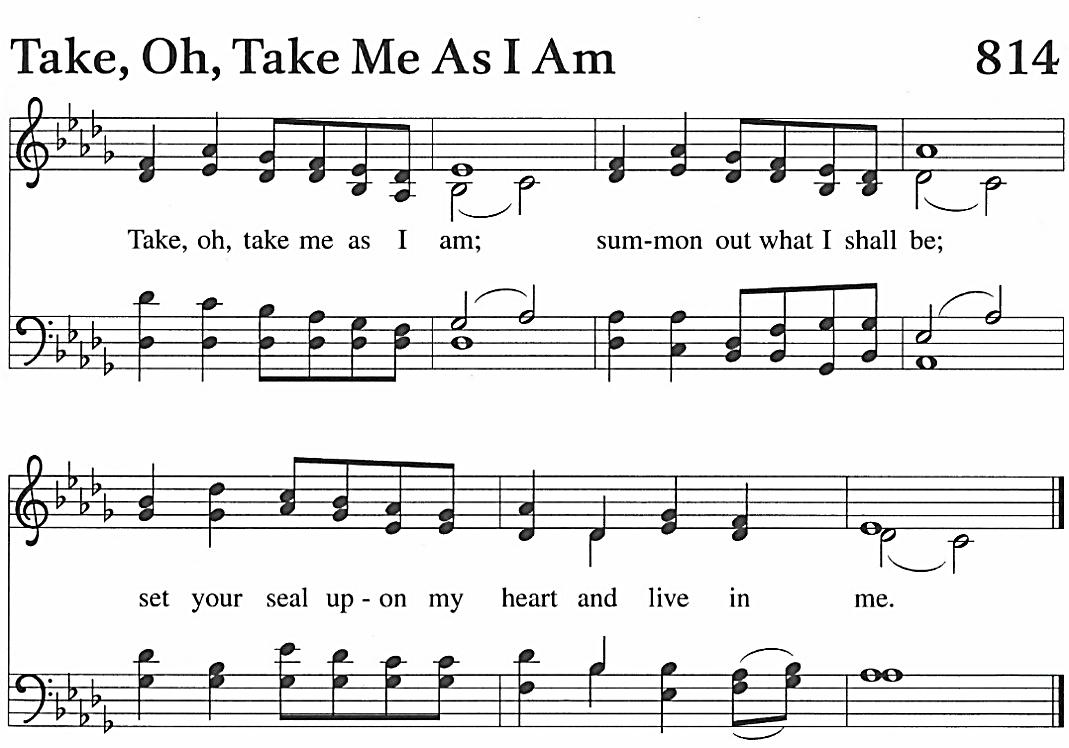 Take, Oh, Take Me As I Am 814
Take, oh, take me as I am; sum-mon out what I shall be;
set your seal up - on my heart and live in me.